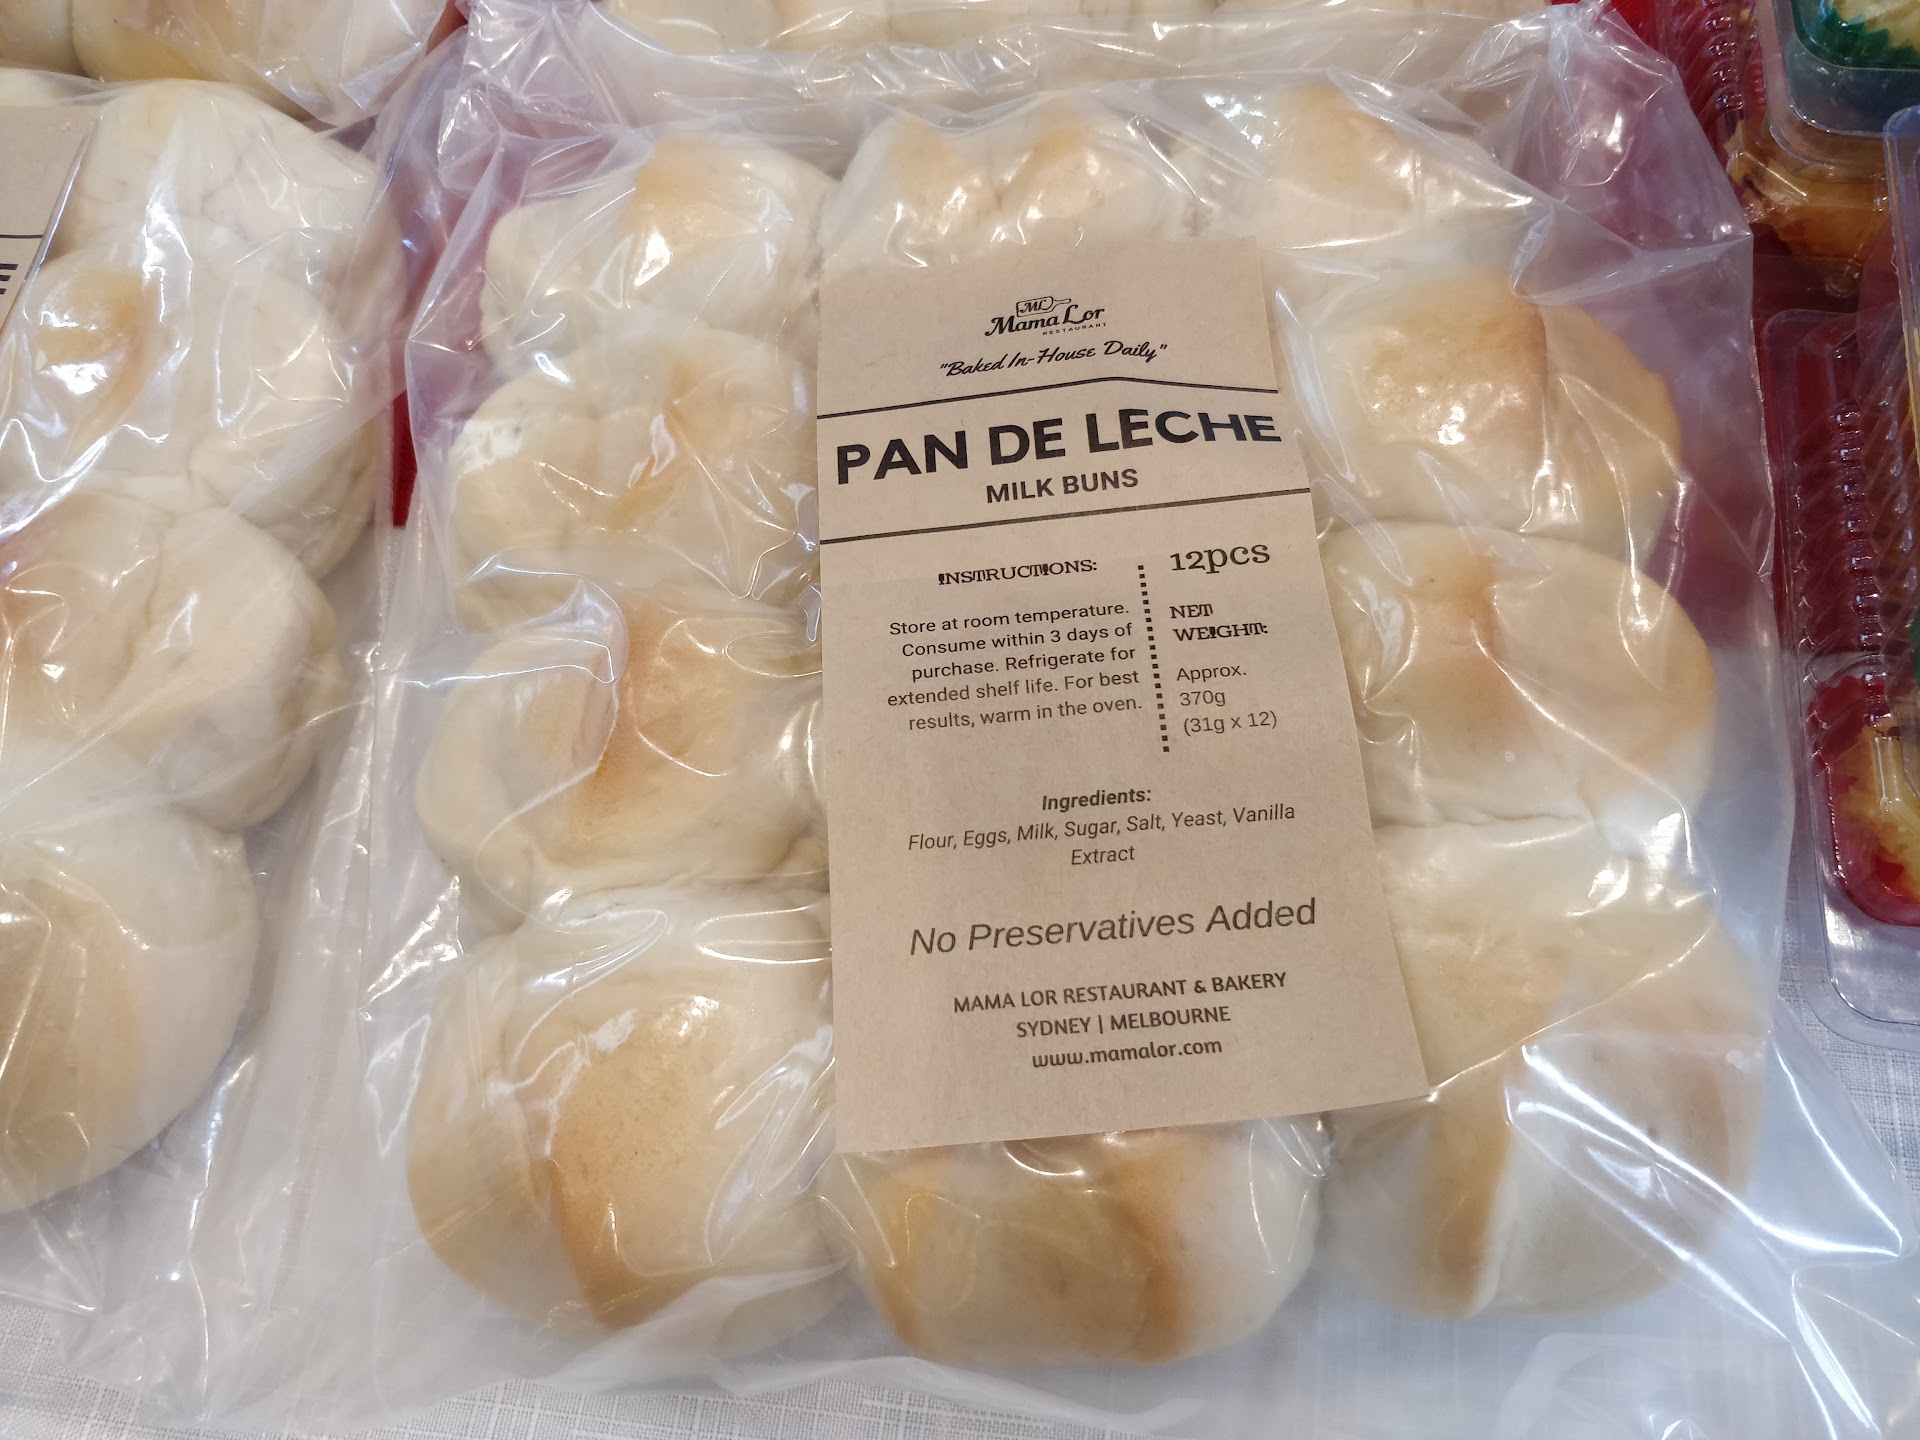 ML
Mama Lor
RESTAURANT
"Baked In-House Daily"
PAN DE LECHE
MILK BUNS
INSTRUCTIONS:
Store at room temperature.
Consume within 3 days of
purchase. Refrigerate for
extended shelf life. For best
results, warm in the oven.
12pcs
NET
WEIGHT:
Approx.
370g
(31g x 12)
Ingredients:
Flour, Eggs, Milk, Sugar, Salt, Yeast, Vanilla
Extract
No Preservatives Added
MAMA LOR RESTAURANT & BAKERY
SYDNEY | MELBOURNE
www.mamalor.com
E